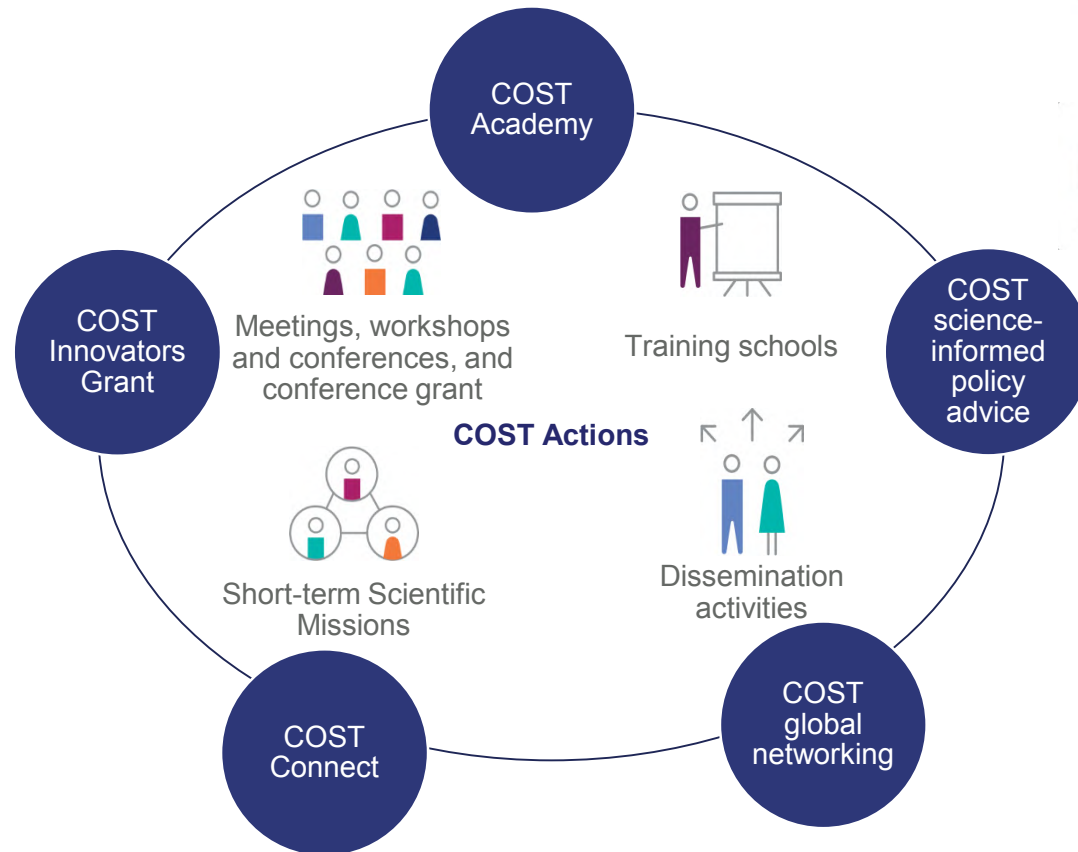 COST
Academy
COST
Innovators
Grant
Meetings, workshops
and conferences, and
conference grant
Training schools
COST
science-
informed
policy
advice
COST Actions
Short-term Scientific
Missions
Dissemination
activities
COST
Connect
COST
global
networking